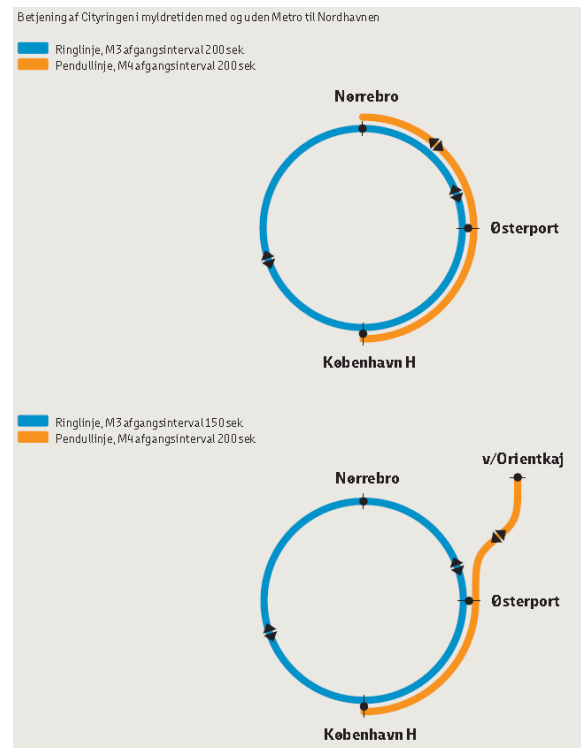 Betjening af Cityringen i myldretiden med og uden Metro til Nordhavnen
Ringlinje, M3 afgangsinterval 200 sek
Pendullinje, M4 afgangsinterval 200 sek
Nørrebro
Østerport
København H
Ringlinje, M3 afgangsinterval 150 sek
Pendullinje, M4 afgangsinterval 200 sek
v/Orientkaj
Nørrebro
Østerport
København H